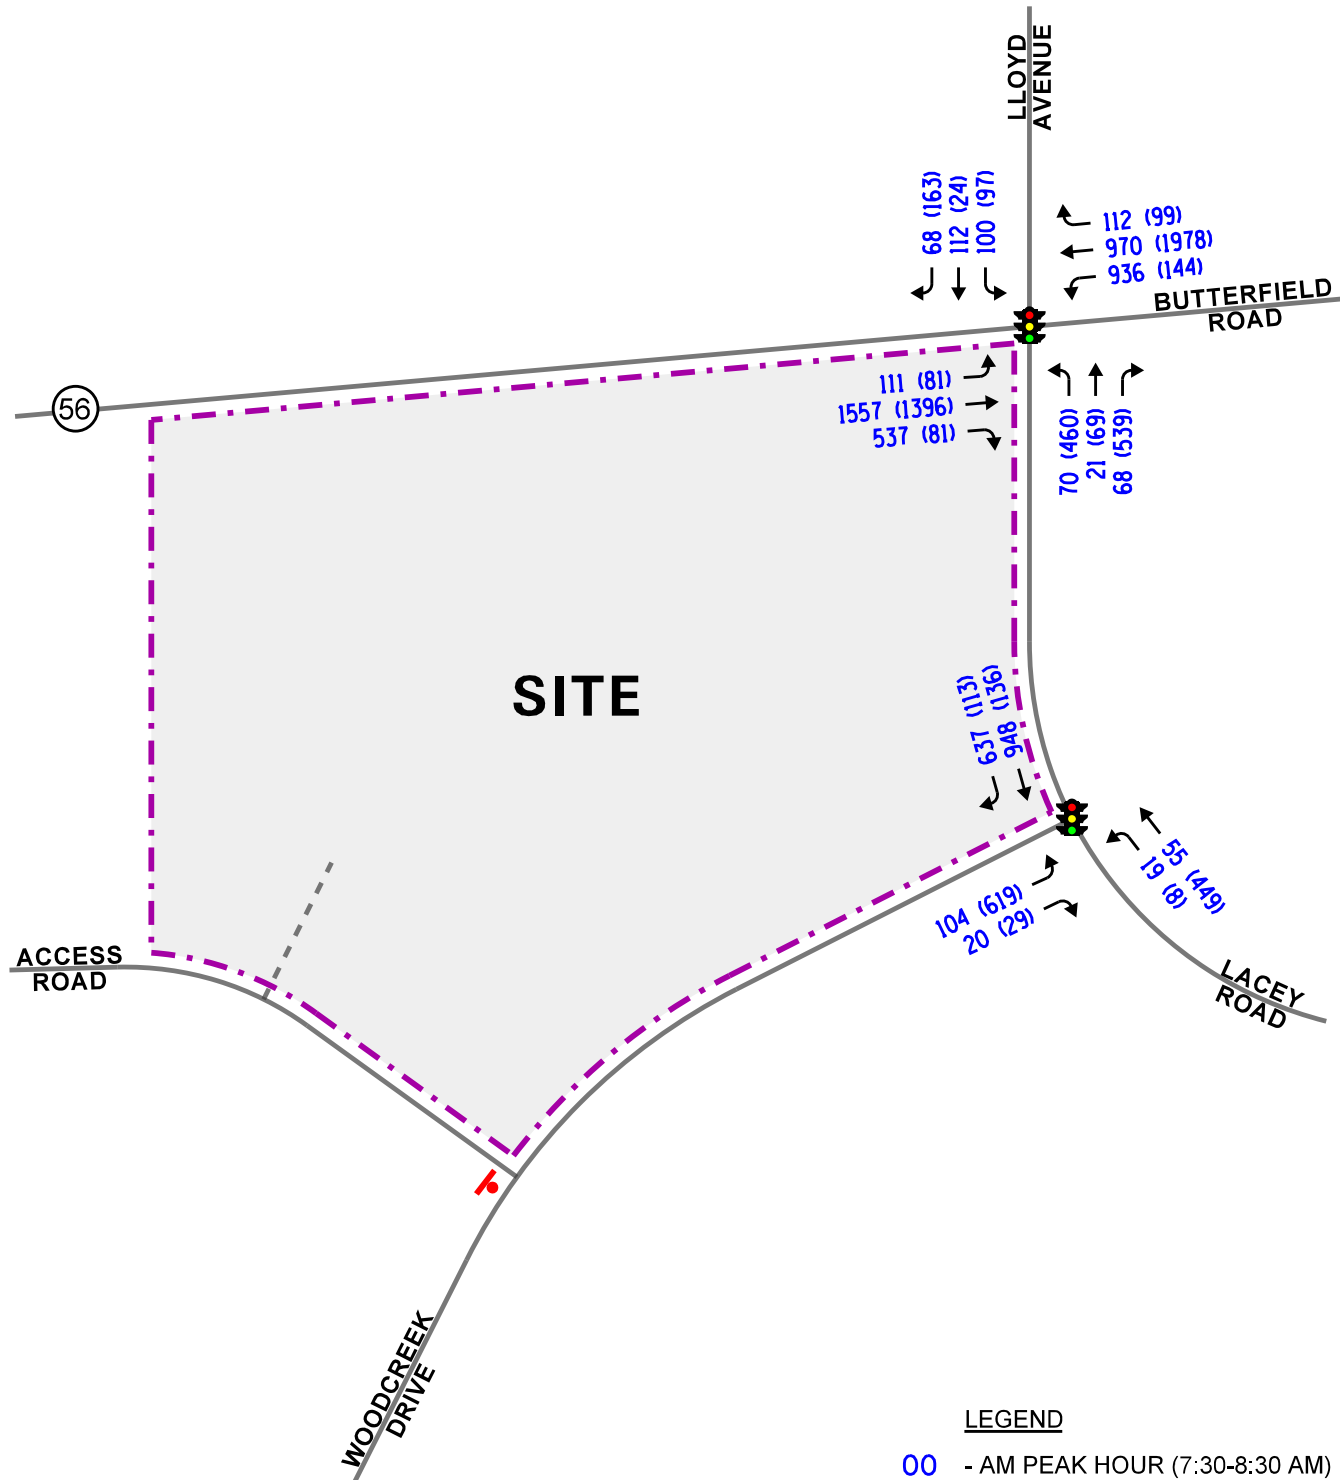 LLOYD
AVENUE
68 (163)
112 (24)
100 (97)
112 (99)
970 (1978)
936 (144)
BUTTERFIELD
ROAD
56
111 (81)
1557 (1396)
537 (81)
70 (460)
21 (69)
68 (539)
SITE
637 (113)
948 (136)
55 (449)
19 (8)
104 (619)
20 (29)
ACCESS
ROAD
LACEY
ROAD
WOODCREEK
DRIVE
LEGEND
00 - AM PEAK HOUR (7:30-8:30 AM)